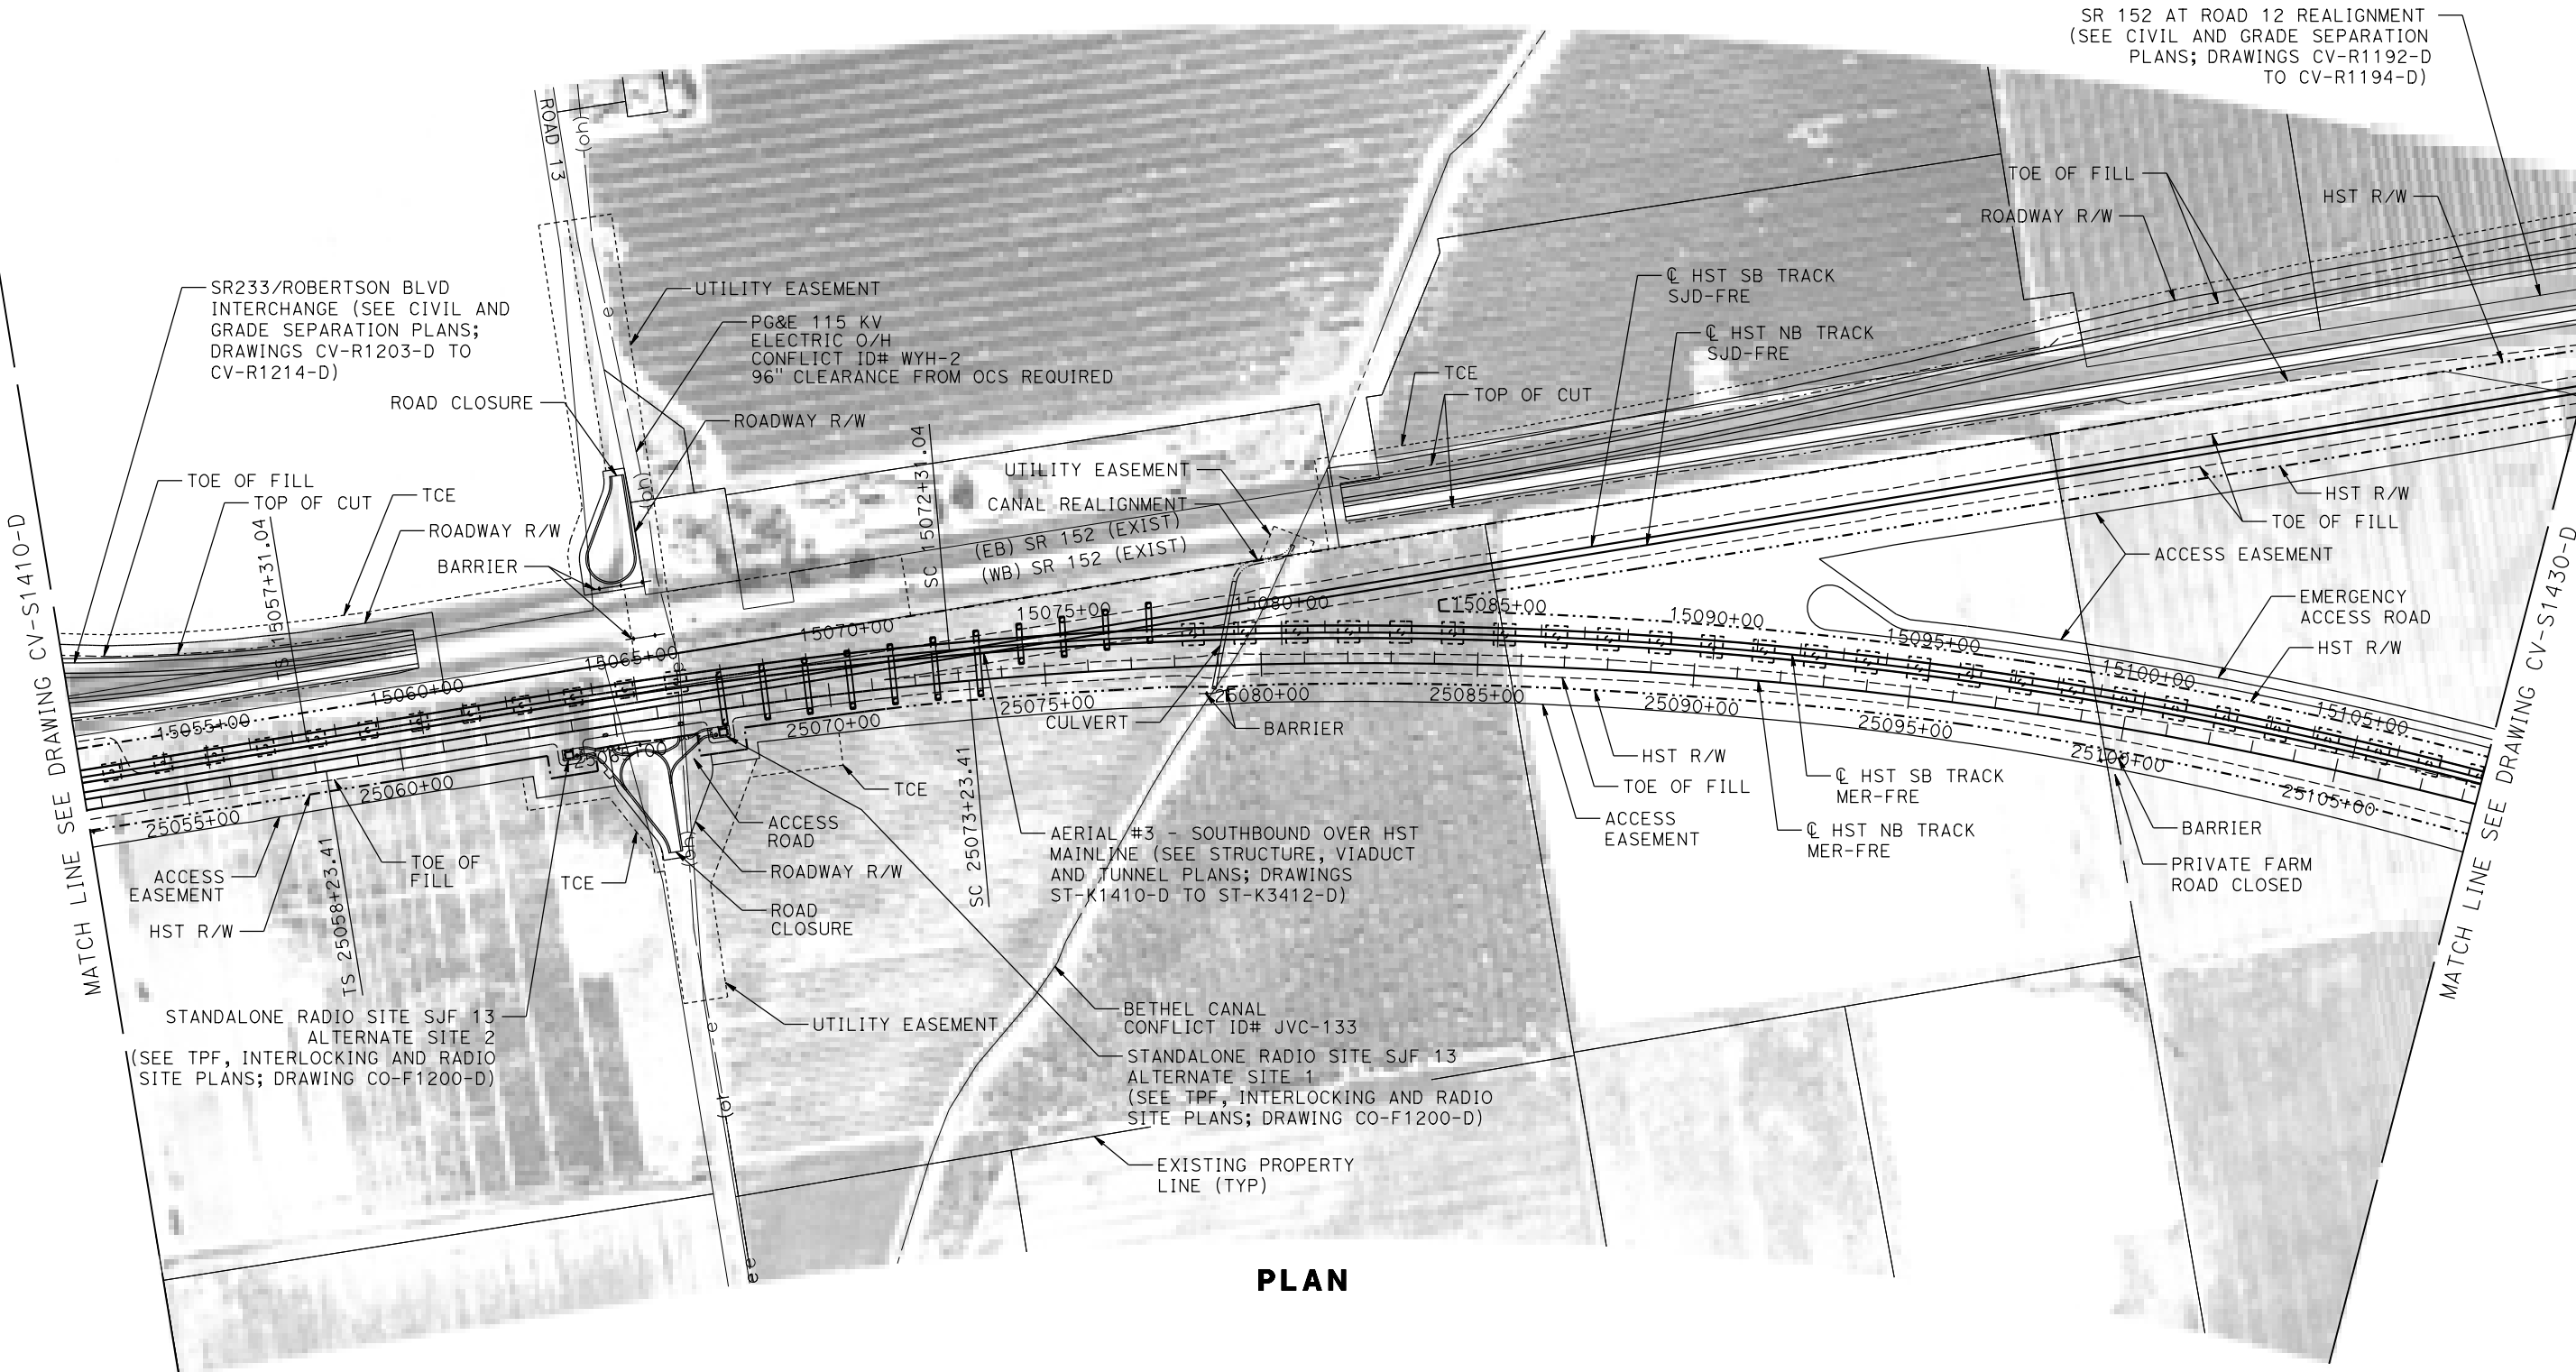 SR 152 AT ROAD 12 REALIGNMENT
(SEE CIVIL AND GRADE SEPARATION
PLANS; DRAWINGS CV-R1192-D
TO CV-R1194-D)
ROAD 13
(oh)
TOE OF FILL
HST R/W
ROADWAY R/W
SR233/ROBERTSON BLVD
INTERCHANGE (SEE CIVIL AND
GRADE SEPARATION PLANS;
DRAWINGS CV-R1203-D TO
CV-R1214-D)
UTILITY EASEMENT
e
PG&E 115 KV
ELECTRIC O/H
CONFLICT ID# WYH-2
96" CLEARANCE FROM OCS REQUIRED
℄ HST SB TRACK
SJD-FRE
℄ HST NB TRACK
SJD-FRE
ROAD CLOSURE
ROADWAY R/W
TCE
TOP OF CUT
UTILITY EASEMENT
CANAL REALIGNMENT
(oh)
TOE OF FILL
TOP OF CUT
TCE
ROADWAY R/W
BARRIER
SC 15072+31.04
(EB) SR 152 (EXIST)
(WB) SR 152 (EXIST)
HST R/W
TOE OF FILL
ACCESS EASEMENT
EMERGENCY
ACCESS ROAD
HST R/W
MATCH LINE SEE DRAWING CV-S1410-D
TS 15057+31.04
15055+00
15060+00
15065+00
15070+00
15075+00
15080+00
15085+00
15090+00
15095+00
15100+00
15105+00
MATCH LINE SEE DRAWING CV-S1430-D
25055+00
25060+00
25065+00
25070+00
25075+00
25080+00
25085+00
25090+00
25095+00
25100+00
25105+00
CULVERT
BARRIER
HST R/W
TOE OF FILL
ACCESS
EASEMENT
℄ HST SB TRACK
MER-FRE
℄ HST NB TRACK
MER-FRE
BARRIER
PRIVATE FARM
ROAD CLOSED
TCE
ACCESS
ROAD
ROADWAY R/W
ROAD
CLOSURE
(oh)
SC 25073+23.41
AERIAL #3 - SOUTHBOUND OVER HST
MAINLINE (SEE STRUCTURE, VIADUCT
AND TUNNEL PLANS; DRAWINGS
ST-K1410-D TO ST-K3412-D)
ACCESS
EASEMENT
HST R/W
TOE OF
FILL
TCE
TS 25058+23.41
STANDALONE RADIO SITE SJF 13
ALTERNATE SITE 2
(SEE TPF, INTERLOCKING AND RADIO
SITE PLANS; DRAWING CO-F1200-D)
UTILITY EASEMENT
e
BETHEL CANAL
CONFLICT ID# JVC-133
STANDALONE RADIO SITE SJF 13
ALTERNATE SITE 1
(SEE TPF, INTERLOCKING AND RADIO
SITE PLANS; DRAWING CO-F1200-D)
EXISTING PROPERTY
LINE (TYP)
PLAN